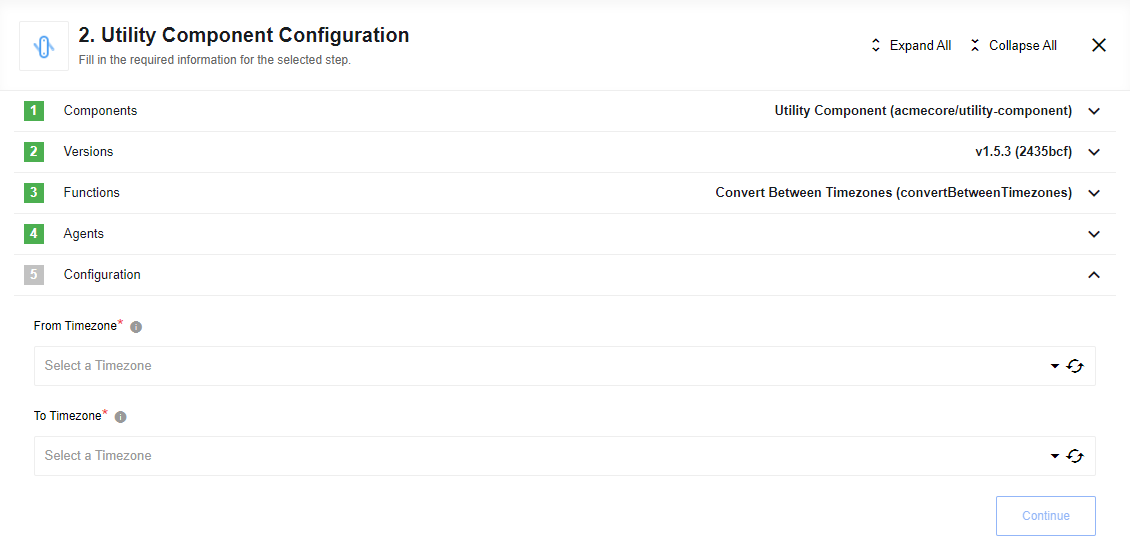 2. Utility Component Configuration
Fill in the required information for the selected step.
Expand All
Collapse All
1 Components Utility Component (acmecore/utility-component)
2 Versions v1.5.3 (2435bcf)
3 Functions Convert Between Timezones (convertBetweenTimezones)
4 Agents
5 Configuration
From Timezone*
Select a Timezone
To Timezone*
Select a Timezone
Continue